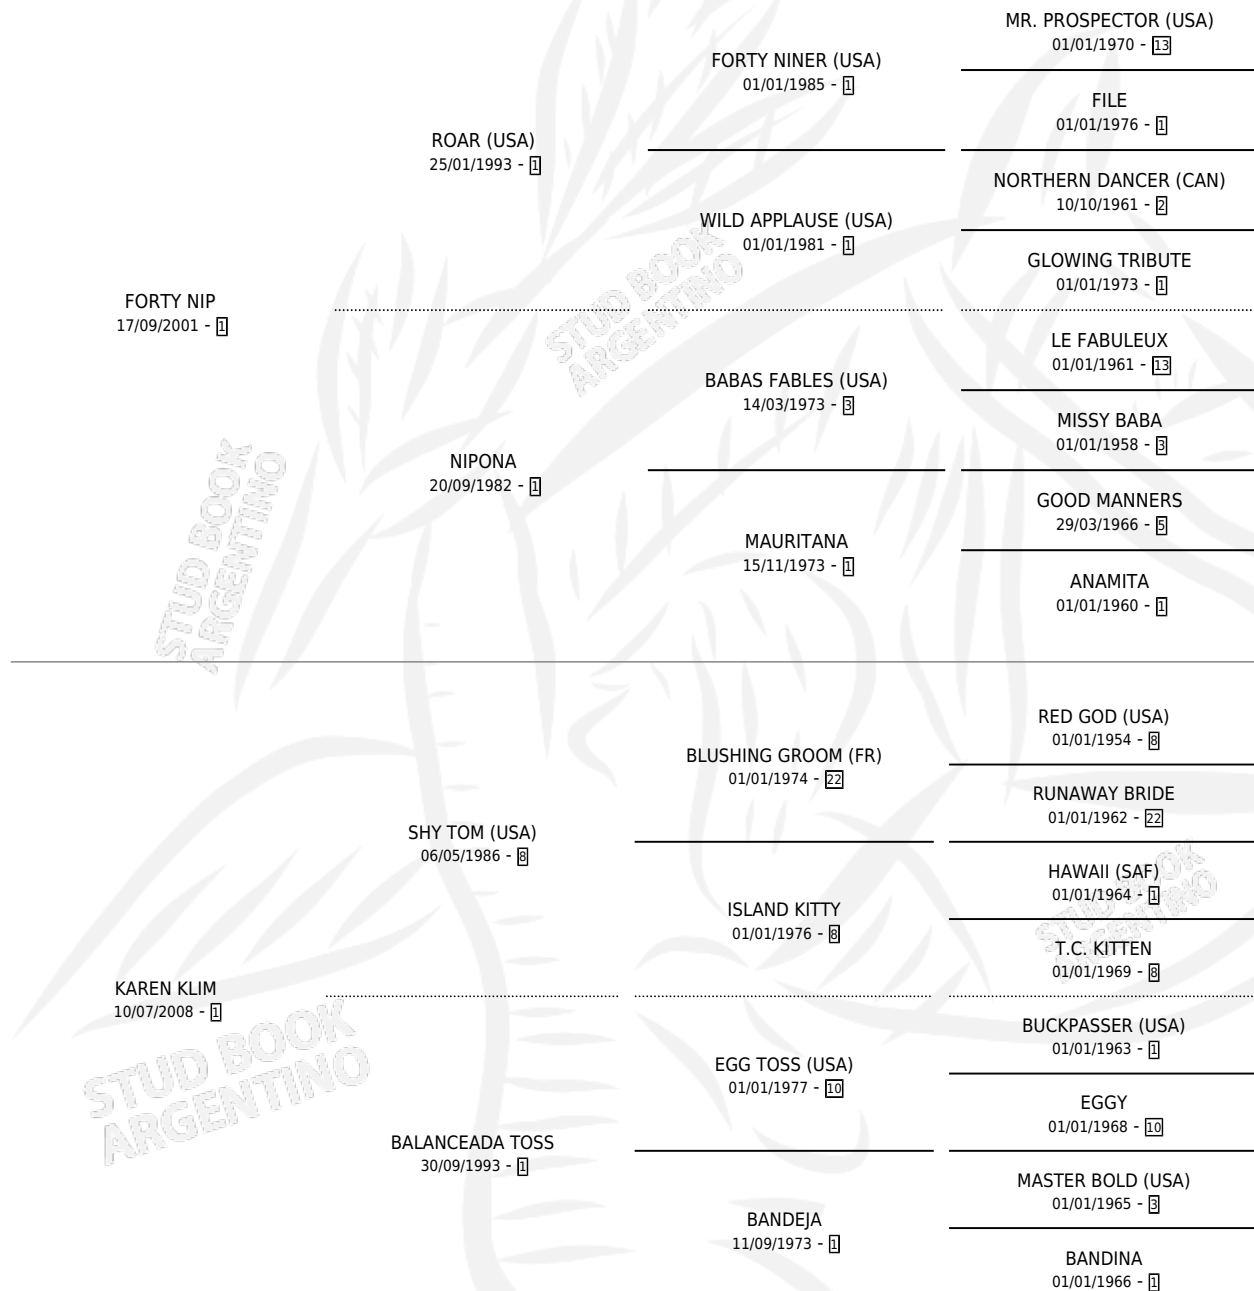 MR. PROSPECTOR (USA)
01/01/1970 - 13
FORTY NINER (USA)
01/01/1985 - 1
FILE
01/01/1976 - 1
ROAR (USA)
25/01/1993 - 1
NORTHERN DANCER (CAN)
10/10/1961 - 2
WILD APPLAUSE (USA)
01/01/1981 - 1
GLOWING TRIBUTE
01/01/1973 - 1
FORTY NIP
17/09/2001 - 1
LE FABULEUX
01/01/1961 - 13
BABAS FABLES (USA)
14/03/1973 - 3
MISSY BABA
01/01/1958 - 3
NIPONA
20/09/1982 - 1
GOOD MANNERS
29/03/1966 - 5
MAURITANA
15/11/1973 - 1
ANAMITA
01/01/1960 - 1
RED GOD (USA)
01/01/1954 - 8
BLUSHING GROOM (FR)
01/01/1974 - 22
RUNAWAY BRIDE
01/01/1962 - 22
SHY TOM (USA)
06/05/1986 - 8
HAWAII (SAF)
01/01/1964 - 1
ISLAND KITTY
01/01/1976 - 8
T.C. KITTEN
01/01/1969 - 8
KAREN KLIM
10/07/2008 - 1
BUCKPASSER (USA)
01/01/1963 - 1
EGG TOSS (USA)
01/01/1977 - 10
EGGY
01/01/1968 - 10
BALANCEADA TOSS
30/09/1993 - 1
MASTER BOLD (USA)
01/01/1965 - 3
BANDEJA
11/09/1973 - 1
BANDINA
01/01/1966 - 1
STUD BOOK
ARGENTINO
STUD BOOK
ARGENTINO
STUD BOOK
ARGENTINO
STUD BOOK
ARGENTINO